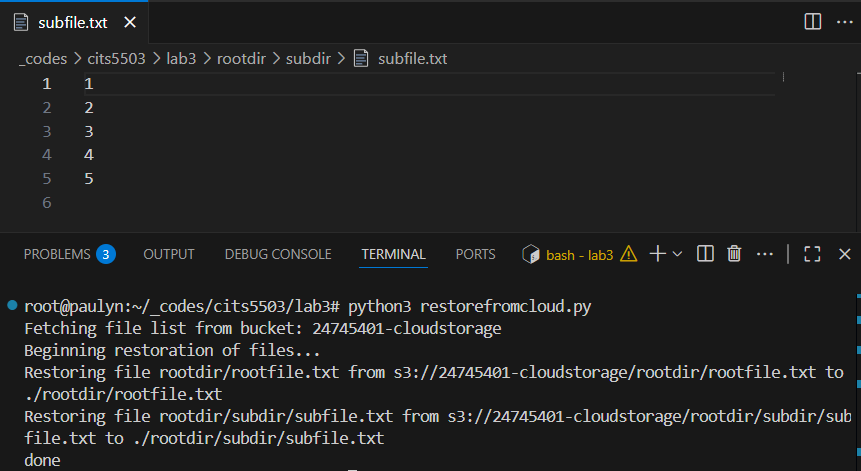 subfile.txt
_codes > cits5503 > lab3 > rootdir > subdir > subfile.txt
1 1
2 2
3 3
4 4
5 5
6
PROBLEMS 3 OUTPUT DEBUG CONSOLE TERMINAL PORTS bash - lab3
root@paulyn:~/_codes/cits5503/lab3# python3 restorefromcloud.py
Fetching file list from bucket: 24745401-cloudstorage
Beginning restoration of files...
Restoring file rootdir/rootfile.txt from s3://24745401-cloudstorage/rootdir/rootfile.txt to
./rootdir/rootfile.txt
Restoring file rootdir/subdir/subfile.txt from s3://24745401-cloudstorage/rootdir/subdir/sub
file.txt to ./rootdir/subdir/subfile.txt
done